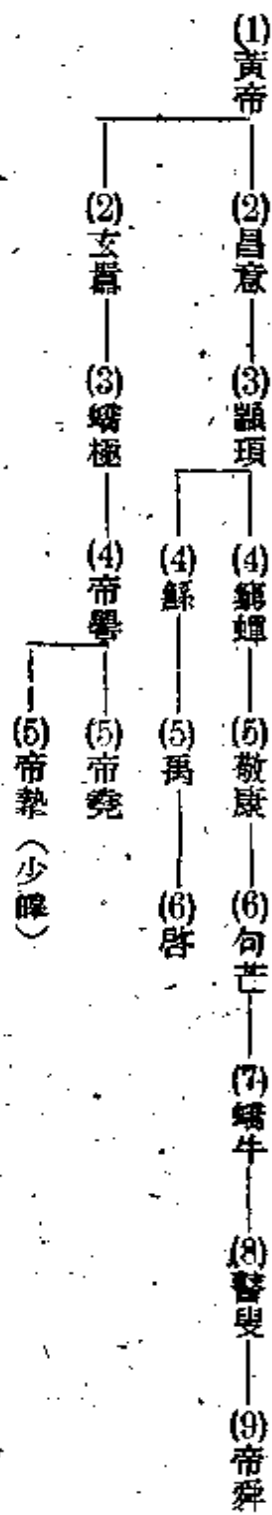 (1)黃帝
(2)昌意
(3)顓頊
(4)窮蟬
(5)敬康
(6)句芒
(7)蟜牛
(8)瞽叟
(9)帝舜
(4)鯀
(5)禹
(6)啓
(2)玄囂
(3)蟜極
(4)帝嚳
(5)帝堯
(5)帝摯（少皞）